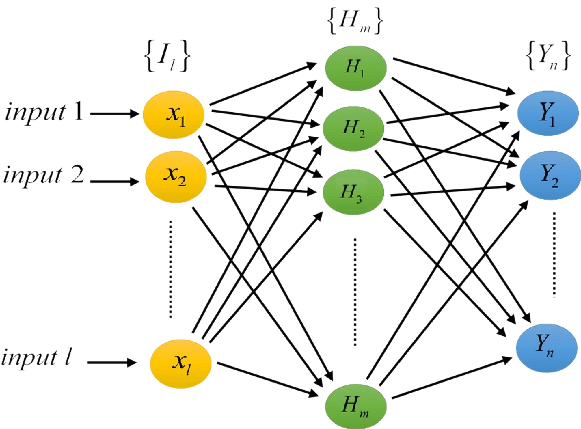 {I_l} {H_m} {Y_n}
input 1 x_1 H_1 Y_1
input 2 x_2 H_2 Y_2
H_3
input l x_l H_m Y_n